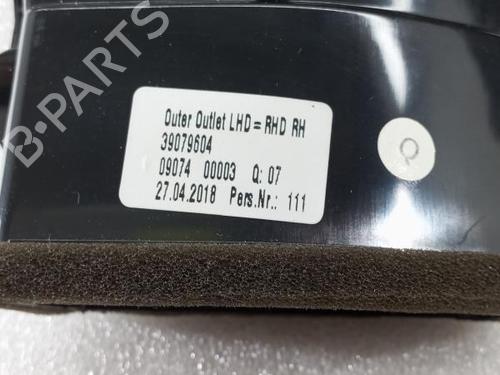 Outer Outlet LHD = RHD RH
39079604
09074 00003 Q: 07
27.04.2018 Pers.Nr.: 111
Q
B-PARTS